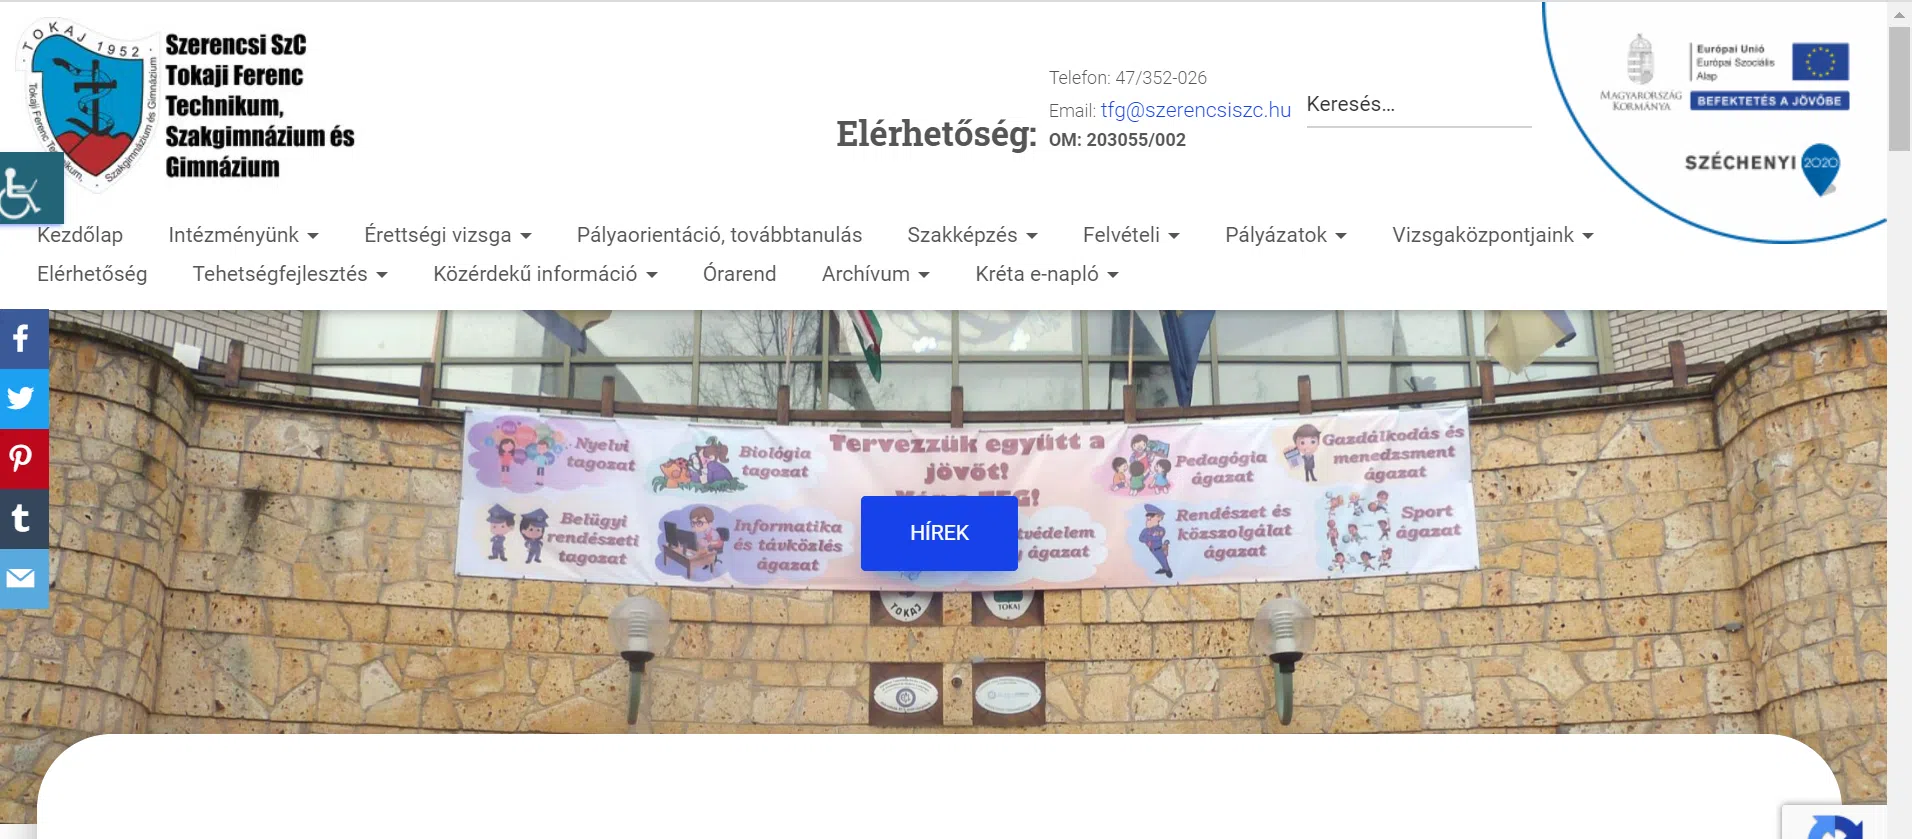 TOKAJ 1952
Tokaji Ferenc Technikum, Szakgimnázium és Gimnázium
Szerencsi SzC
Tokaji Ferenc
Technikum,
Szakgimnázium és
Gimnázium
Elérhetőség:
Telefon: 47/352-026
Email: tfg@szerencsiszc.hu
OM: 203055/002
Keresés...
MAGYARORSZÁG
KORMÁNYA
Európai Unió
Európai Szociális
Alap
BEFEKTETÉS A JÖVŐBE
SZÉCHENYI 2020
Kezdőlap Intézményünk Érettségi vizsga Pályaorientáció, továbbtanulás Szakképzés Felvételi Pályázatok Vizsgaközpontjaink
Elérhetőség Tehetségfejlesztés Közérdekű információ Órarend Archívum Kréta e-napló
Nyelvi
tagozat
Biológia
tagozat
Tervezzük együtt a
jövőt!
TFG!
Pedagógia
ágazat
Gazdálkodás és
menedzsment
ágazat
Belügyi
rendészeti
tagozat
Informatika
és távközlés
ágazat
HÍREK
ágazat
Rendészet és
közszolgálat
ágazat
Sport
ágazat
TOKAJ
TOKAJ